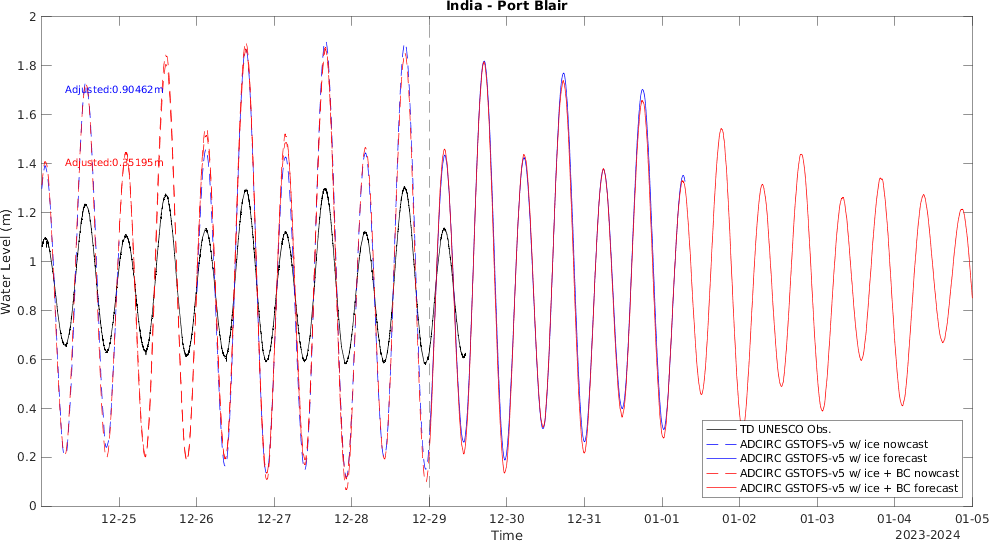 India - Port Blair
2
1.8
1.6
1.4
1.2
1
0.8
0.6
0.4
0.2
0
Water Level (m)
Adjusted:0.90462m
Adjusted:0.35195m
TD UNESCO Obs.
ADCIRC GSTOFS-v5 w/ ice nowcast
ADCIRC GSTOFS-v5 w/ ice forecast
ADCIRC GSTOFS-v5 w/ ice + BC nowcast
ADCIRC GSTOFS-v5 w/ ice + BC forecast
12-25 12-26 12-27 12-28 12-29 12-30 12-31 01-01 01-02 01-03 01-04 01-05
Time
2023-2024